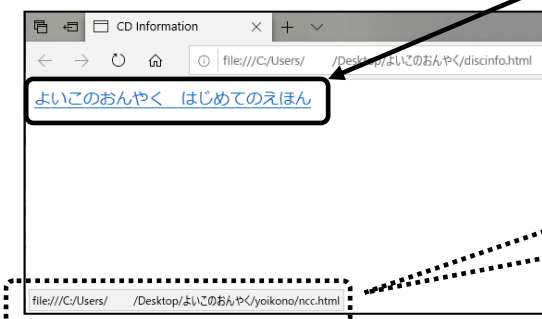 CD Information
file:///C:/Users/ /Desktop/よいこのおんやく/discinfo.html
よいこのおんやく　はじめてのえほん
file:///C:/Users/ /Desktop/よいこのおんやく/yoikono/ncc.html